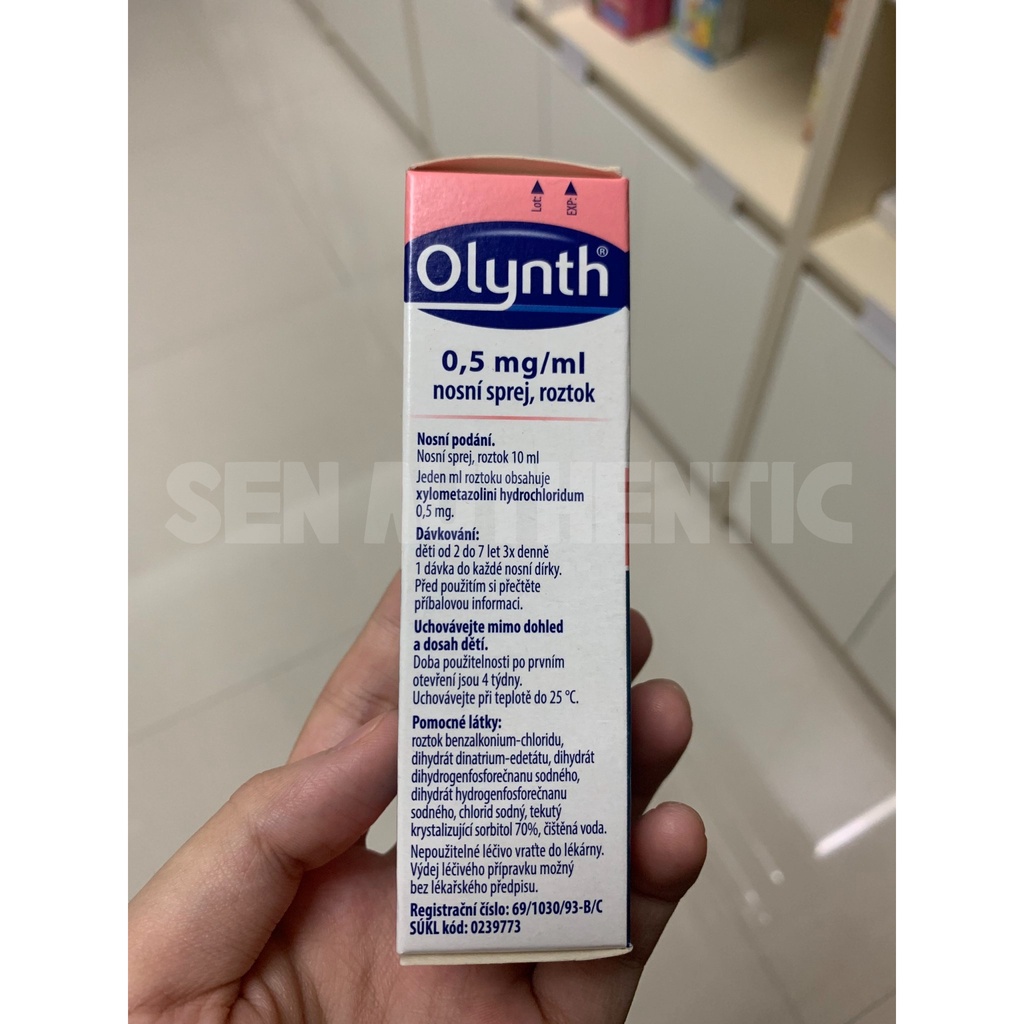 Lot:
EXP:
Olynth®
0,5 mg/ml
nosní sprej, roztok
Nosní podání.
Nosní sprej, roztok 10 ml
Jeden ml roztoku obsahuje
xylometazolini hydrochloridum
0,5 mg.
Dávkování:
děti od 2 do 7 let 3x denně
1 dávka do každé nosní dírky.
Před použitím si přečtěte
příbalovou informaci.
Uchovávejte mimo dohled
a dosah dětí.
Doba použitelnosti po prvním
otevření jsou 4 týdny.
Uchovávejte při teplotě do 25 °C.
Pomocné látky:
roztok benzalkonium-chloridu,
dihydrát dinatrium-edetátu, dihydrát
dihydrogenfosforečnanu sodného,
dihydrát hydrogenfosforečnanu
sodného, chlorid sodný, tekutý
krystalizující sorbitol 70%, čištěná voda.
Nepoužitelné léčivo vraťte do lékárny.
Výdej léčivého přípravku možný
bez lékařského předpisu.
Registrační číslo: 69/1030/93-B/C
SÚKL kód: 0239773
SEN AUTHENTIC